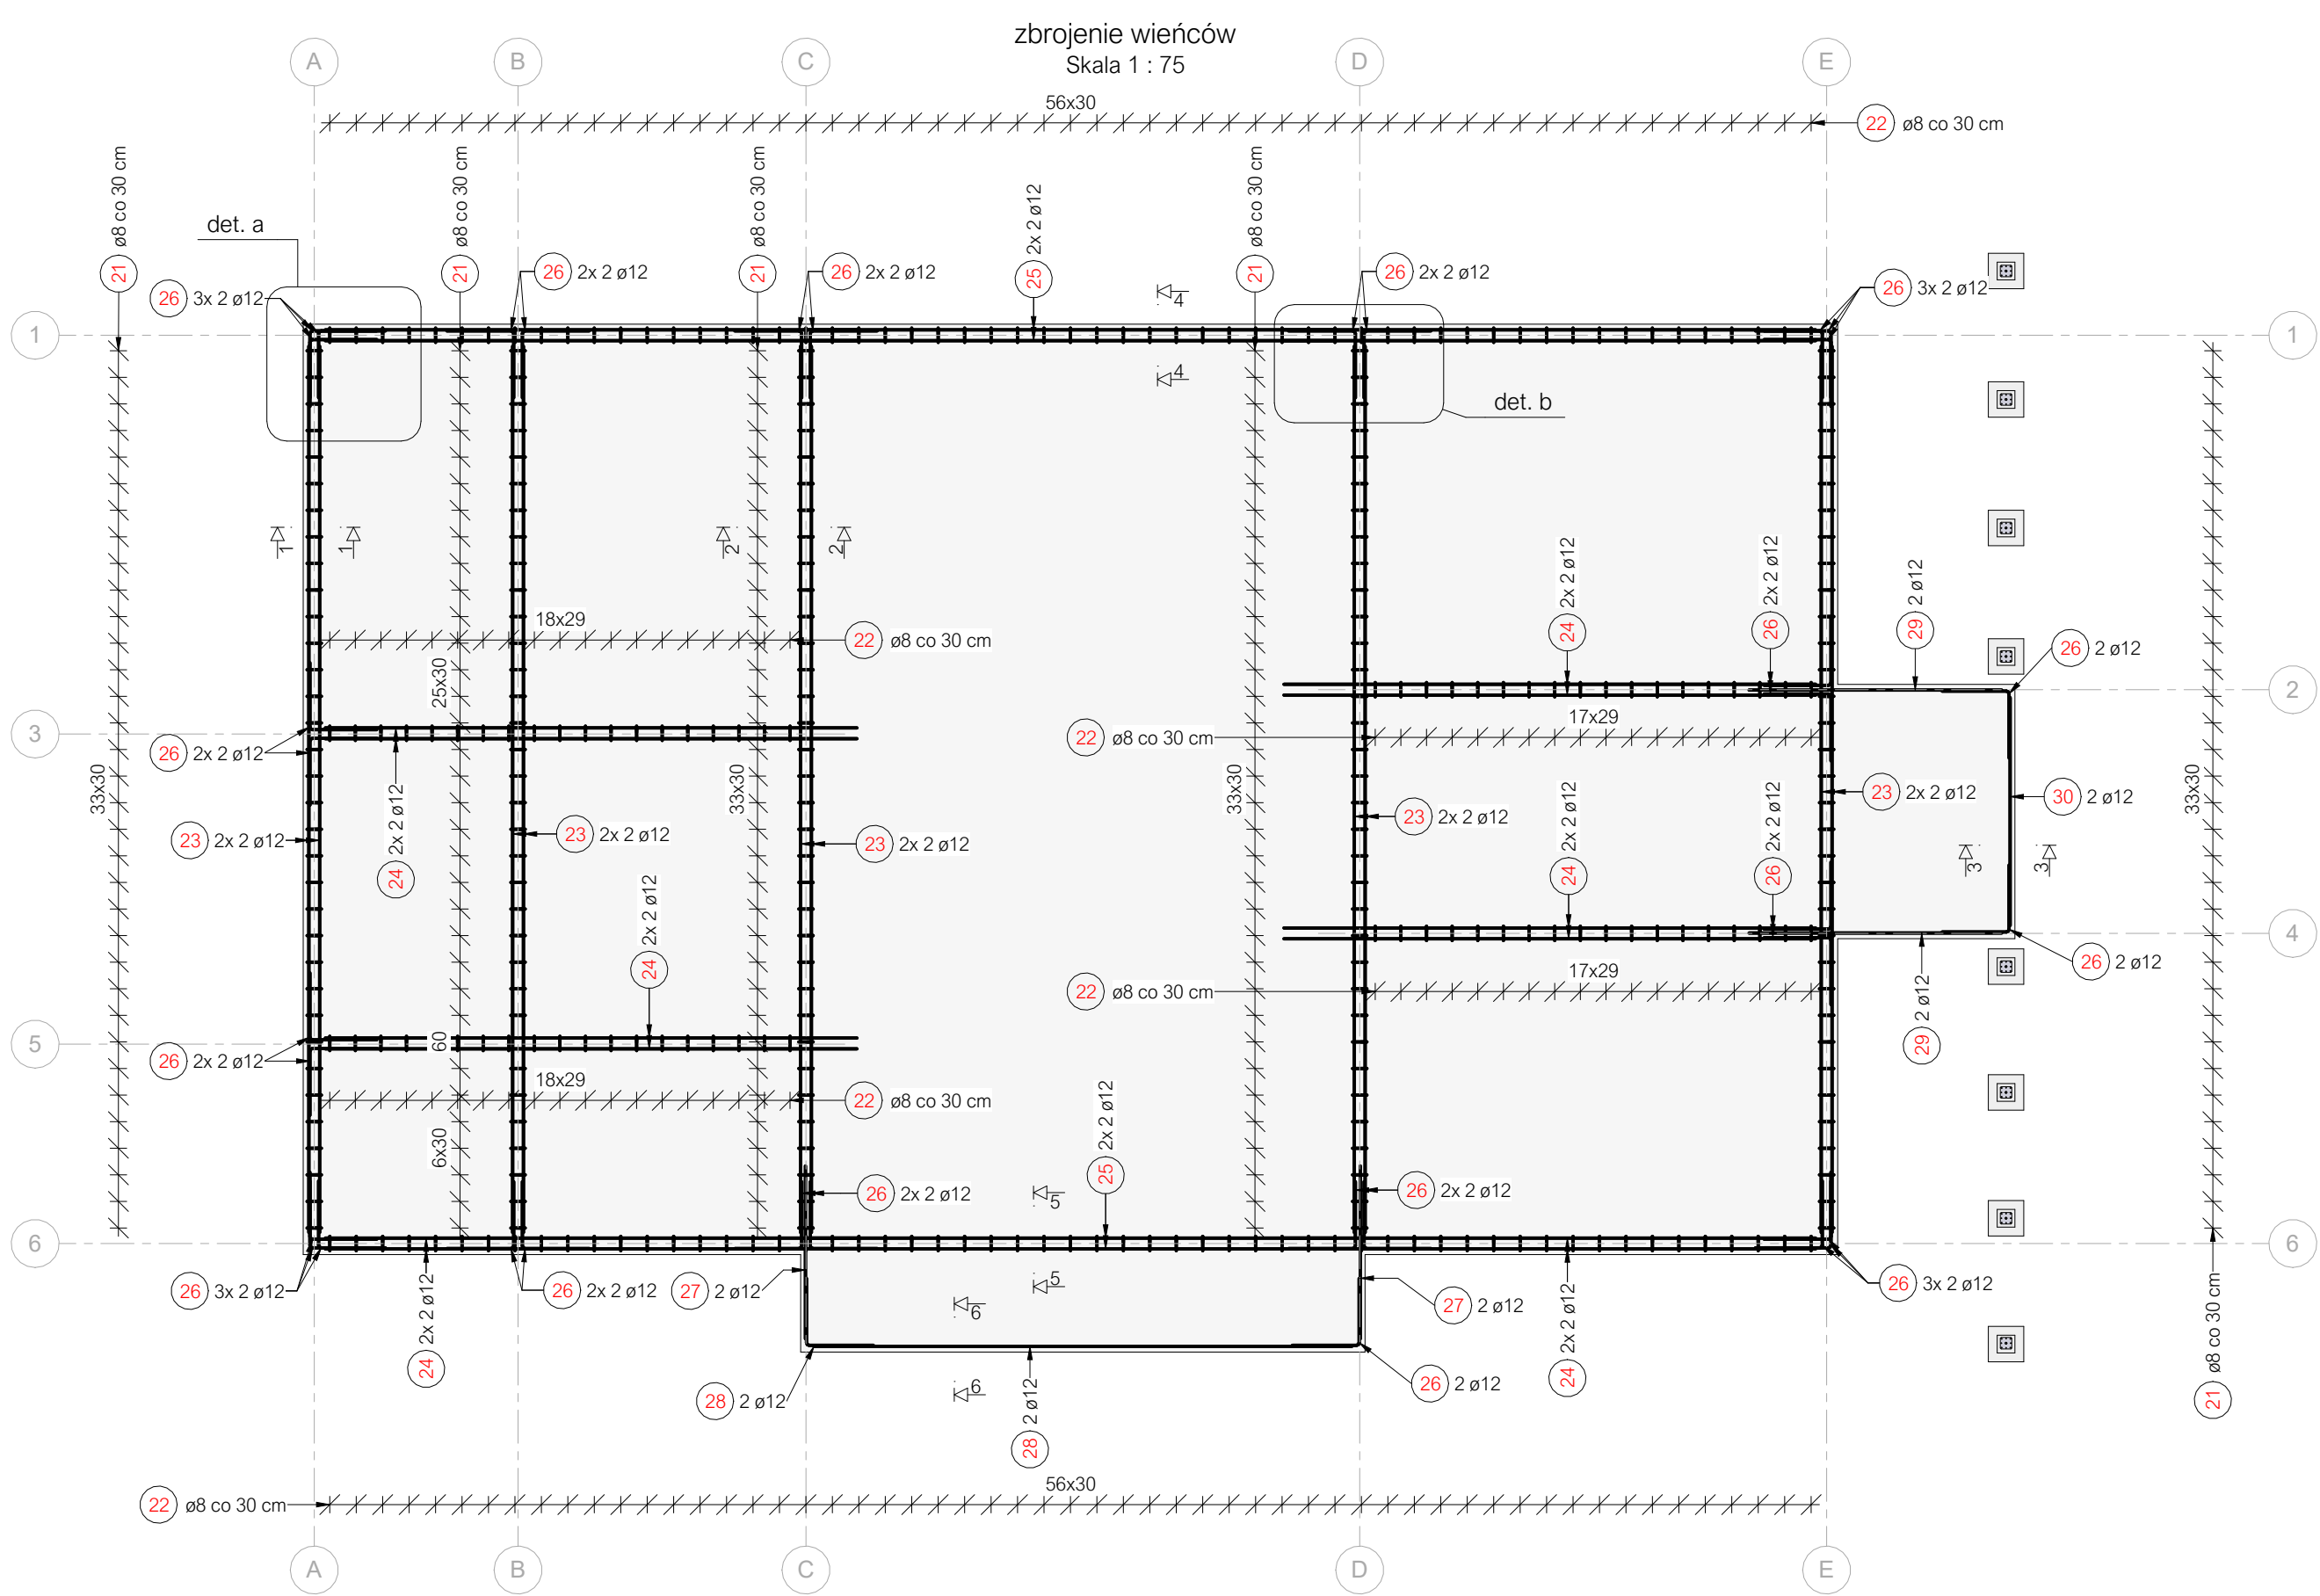 zbrojenie wieńców
Skala 1 : 75
A B C D E
56x30
22 ø8 co 30 cm
21 ø8 co 30 cm
21 ø8 co 30 cm
21 ø8 co 30 cm
25 2x 2 ø12
21 ø8 co 30 cm
det. a
26 3x 2 ø12
26 2x 2 ø12
26 2x 2 ø12
26 2x 2 ø12
26 3x 2 ø12
4
1 1
4
det. b
1 1
2 2
18x29
22 ø8 co 30 cm
25x30
24 2x 2 ø12
26 2x 2 ø12
29 2 ø12
26 2 ø12
3
2
26 2x 2 ø12
22 ø8 co 30 cm
17x29
33x30
33x30
33x30
33x30
24 2x 2 ø12
23 2x 2 ø12
23 2x 2 ø12
23 2x 2 ø12
23 2x 2 ø12
23 2x 2 ø12
30 2 ø12
24 2x 2 ø12
26 2x 2 ø12
3 3
24 2x 2 ø12
4
26 2 ø12
22 ø8 co 30 cm
17x29
29 2 ø12
5
60
26 2x 2 ø12
18x29
22 ø8 co 30 cm
6x30
25 2x 2 ø12
26 2x 2 ø12
26 2x 2 ø12
5
6 6
26 3x 2 ø12
26 2x 2 ø12
27 2 ø12
5
6
27 2 ø12
26 3x 2 ø12
24 2x 2 ø12
24 2x 2 ø12
28 2 ø12
6
28 2 ø12
26 2 ø12
21 ø8 co 30 cm
56x30
22 ø8 co 30 cm
A B C D E